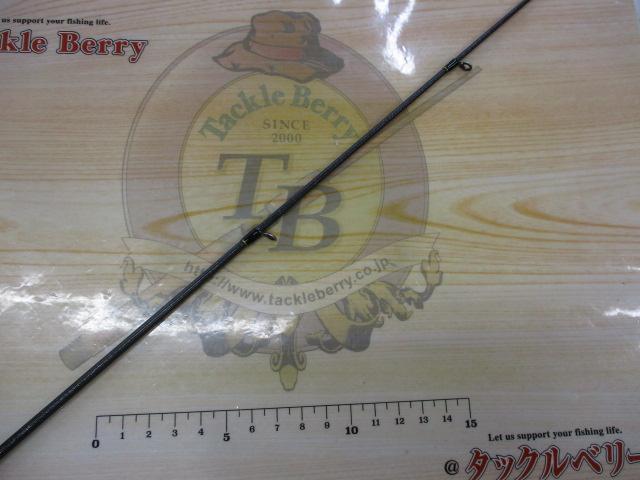 us support your fishing life.
ckle Berry
Tackle Berry
SINCE
2000
TB
http://www.tackleberry.co.jp
0 1 2 3 4 5 6 7 8 9 10 11 12 13 14 15
Let us support your fishing life.
@タックルベリー